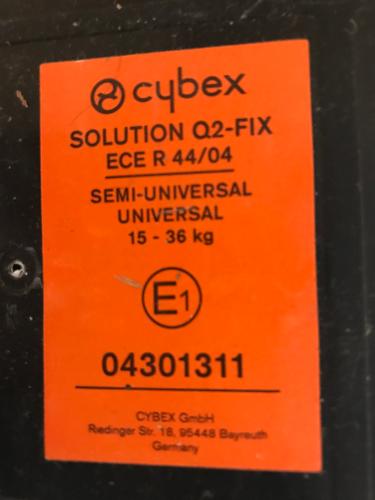 cybex
SOLUTION Q2-FIX
ECE R 44/04
SEMI-UNIVERSAL
UNIVERSAL
15 - 36 kg
E1
04301311
CYBEX GmbH
Riedinger Str. 18, 95448 Bayreuth
Germany